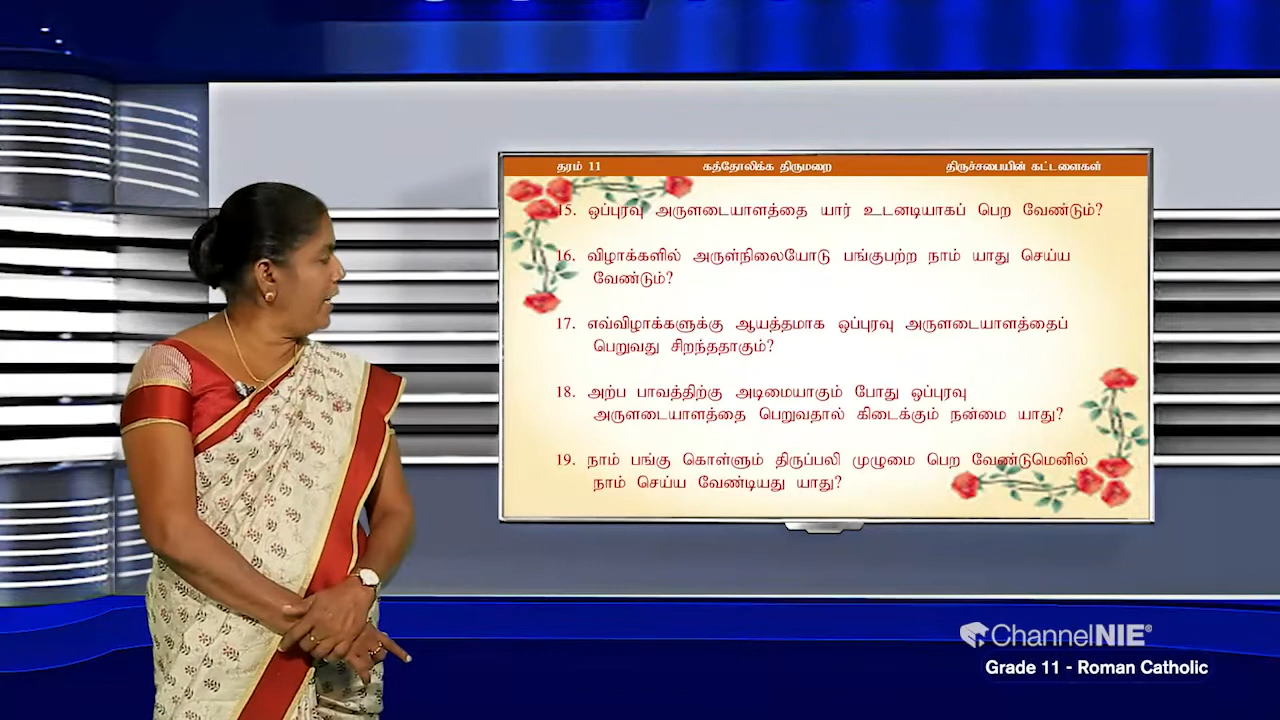 தரம் 11 கத்தோலிக்க திருமறை திருச்சபையின் கட்டளைகள்
15. ஒப்புரவு அருளடையாளத்தை யார் உடனடியாகப் பெற வேண்டும்?
16. விழாக்களில் அருள்நிலையோடு பங்குபற்ற நாம் யாது செய்ய
வேண்டும்?
17. எவ்விழாக்களுக்கு ஆயத்தமாக ஒப்புரவு அருளடையாளத்தைப்
பெறுவது சிறந்ததாகும்?
18. அற்ப பாவத்திற்கு அடிமையாகும் போது ஒப்புரவு
அருளடையாளத்தை பெறுவதால் கிடைக்கும் நன்மை யாது?
19. நாம் பங்கு கொள்ளும் திருப்பலி முழுமை பெற வேண்டுமெனில்
நாம் செய்ய வேண்டியது யாது?
ChannelNIE®
Grade 11 - Roman Catholic